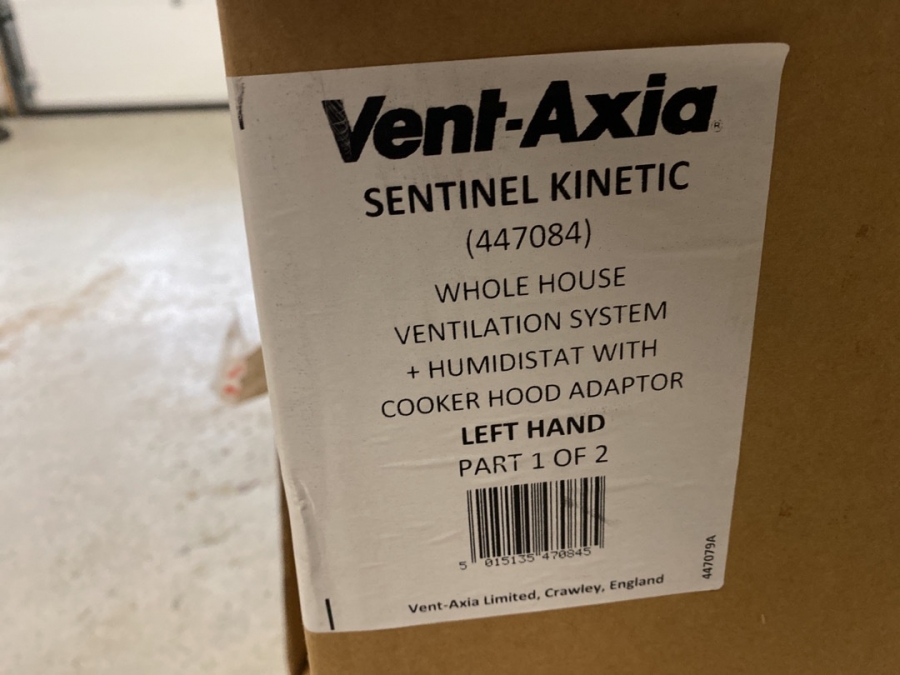 Vent-Axia®
SENTINEL KINETIC
(447084)
WHOLE HOUSE
VENTILATION SYSTEM
+ HUMIDISTAT WITH
COOKER HOOD ADAPTOR
LEFT HAND
PART 1 OF 2
5 015135 470845
447079A
Vent-Axia Limited, Crawley, England